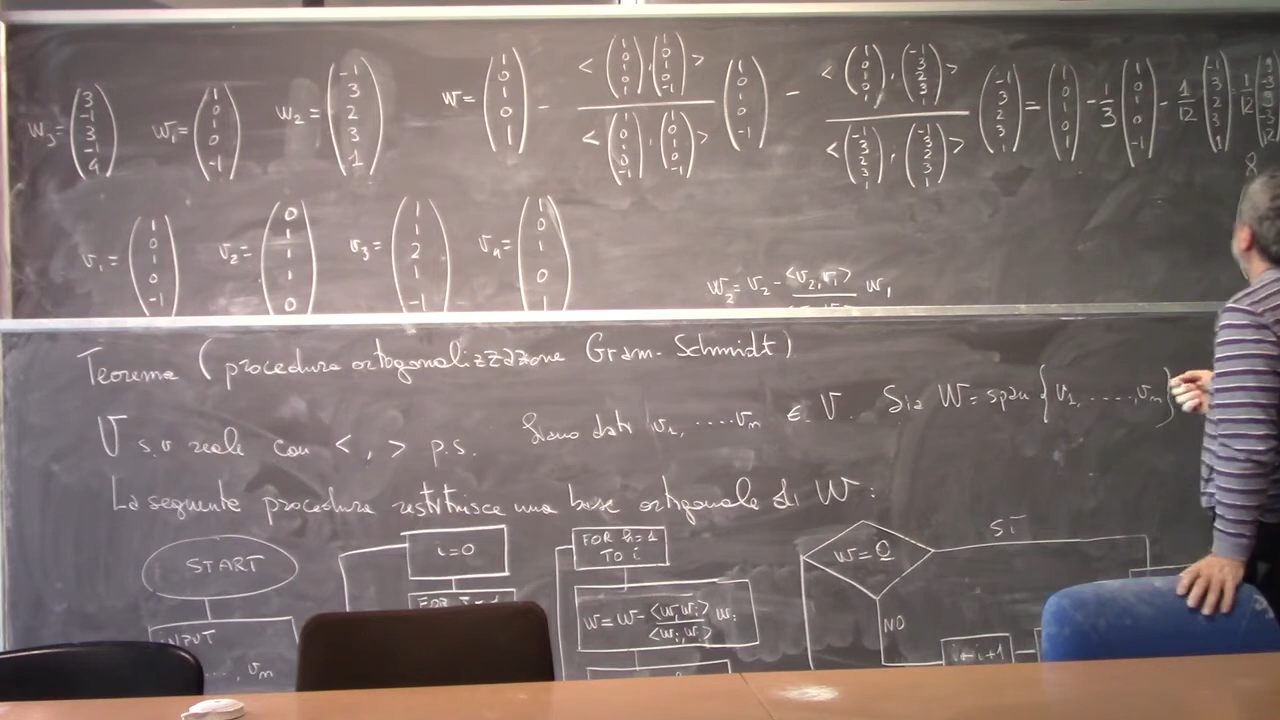 w₃ = (3, -1, 3, -1, 4) w₁ = (1, 0, 1, 0, -1) w₂ = (-1, 3, 2, 3, 1) w = (1, 0, 1, 0, 1) - <(1, 0, 1, 0, 1), (1, 0, 1, 0, -1)> / <(1, 0, 1, 0, -1), (1, 0, 1, 0, -1)> (1, 0, 1, 0, -1) - <(1, 0, 1, 0, 1), (-1, 3, 2, 3, 1)> / <(-1, 3, 2, 3, 1), (-1, 3, 2, 3, 1)> (-1, 3, 2, 3, 1) = (1, 0, 1, 0, 1) - 1/3 (1, 0, 1, 0, -1) - 1/12 (-1, 3, 2, 3, 1) 1/12
v₁ = (1, 0, 1, 0, -1) v₂ = (0, 1, 1, 1, 0) v₃ = (1, 1, 2, 1, -1) v₄ = (1, 0, 1, 0, 1)
w₂ = v₂ - <v₂, v₁> w₁
Teorema (procedura ortogonalizzazione Gram-Schmidt)
V s.v reale con < , > p.s. Siano dati v₁, ..... vₘ ∈ V. Sia W = span {v₁, ....., vₘ}
La seguente procedura restituisce una base ortogonale di W:
START
INPUT
..., vₘ
i=0
FOR
FOR h=1
TO i
w = w - <w, wᵢ> / <wᵢ, wᵢ> wᵢ
w = 0
SI
NO
i←i+1